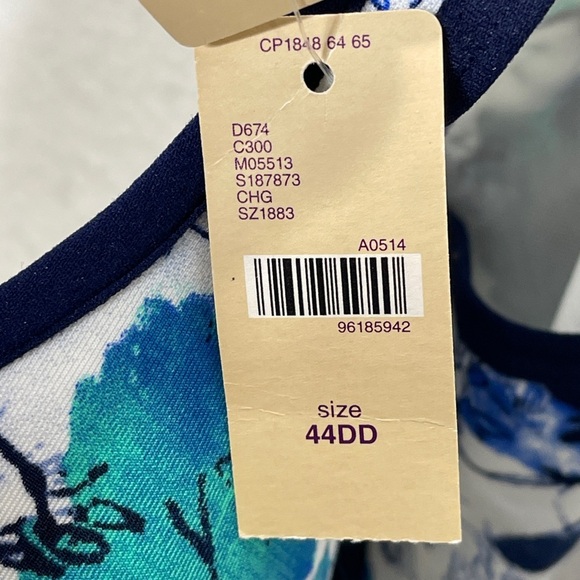 CP1848 64 65
D674
C300
M05513
S187873
CHG
SZ1883
A0514
96185942
size
44DD